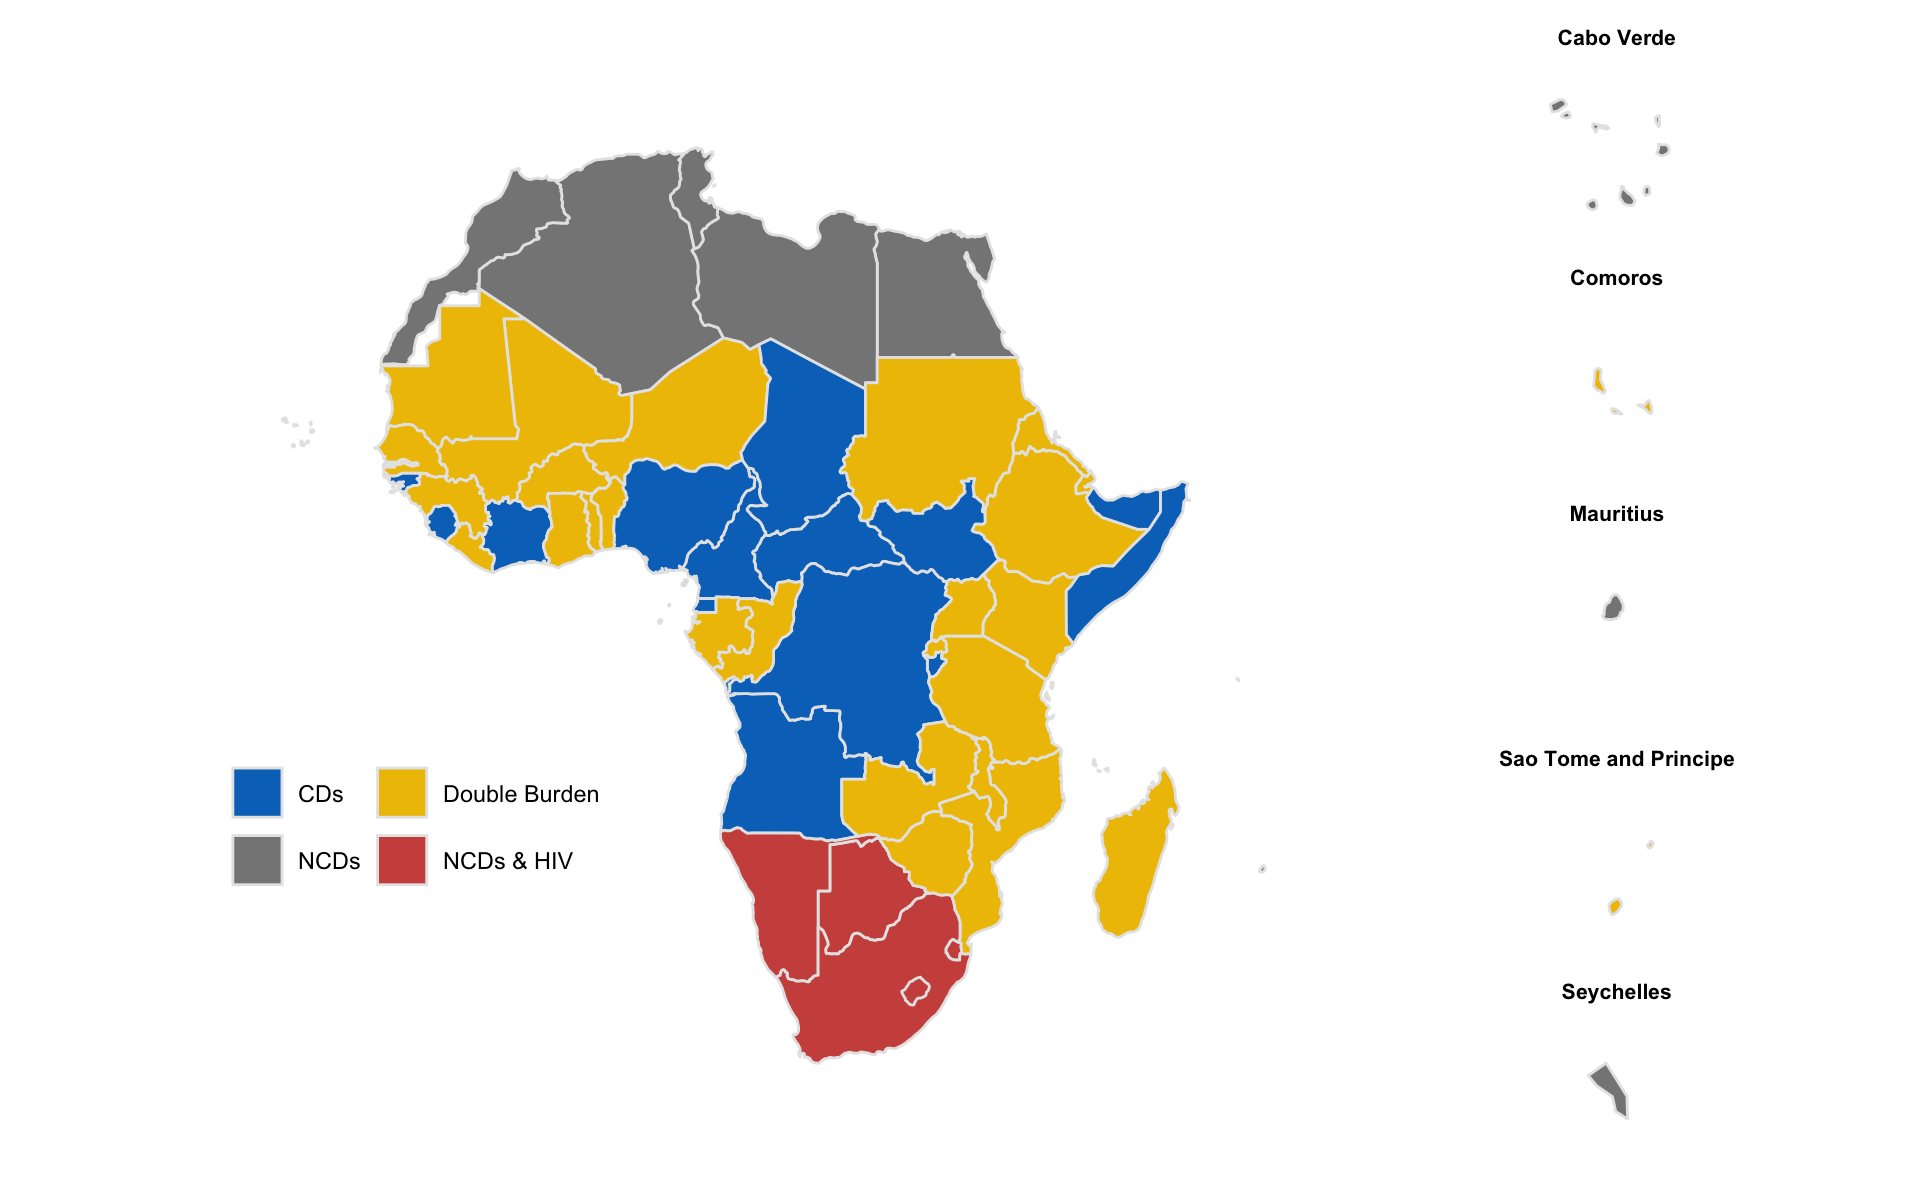 Cabo Verde
Comoros
Mauritius
Sao Tome and Principe
Seychelles
CDs
Double Burden
NCDs
NCDs & HIV